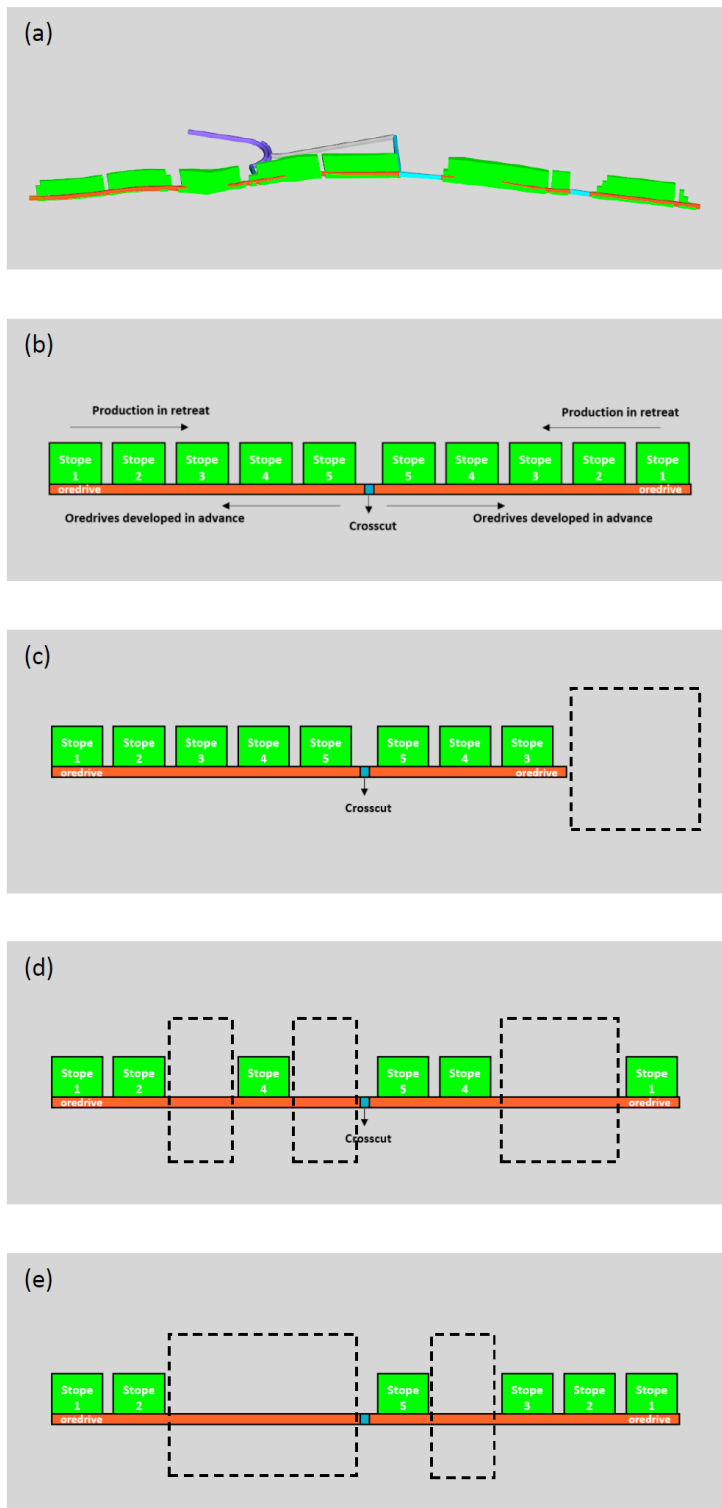 (a)
(b)
Production in retreat
Production in retreat
Stope
1
Stope
2
Stope
3
Stope
4
Stope
5
Stope
5
Stope
4
Stope
3
Stope
2
Stope
1
oredrive
oredrive
Oredrives developed in advance
Oredrives developed in advance
Crosscut
(c)
Stope
1
Stope
2
Stope
3
Stope
4
Stope
5
Stope
5
Stope
4
Stope
3
oredrive
oredrive
Crosscut
(d)
Stope
1
Stope
2
Stope
4
Stope
5
Stope
4
Stope
1
oredrive
oredrive
Crosscut
(e)
Stope
1
Stope
2
Stope
5
Stope
3
Stope
2
Stope
1
oredrive
oredrive